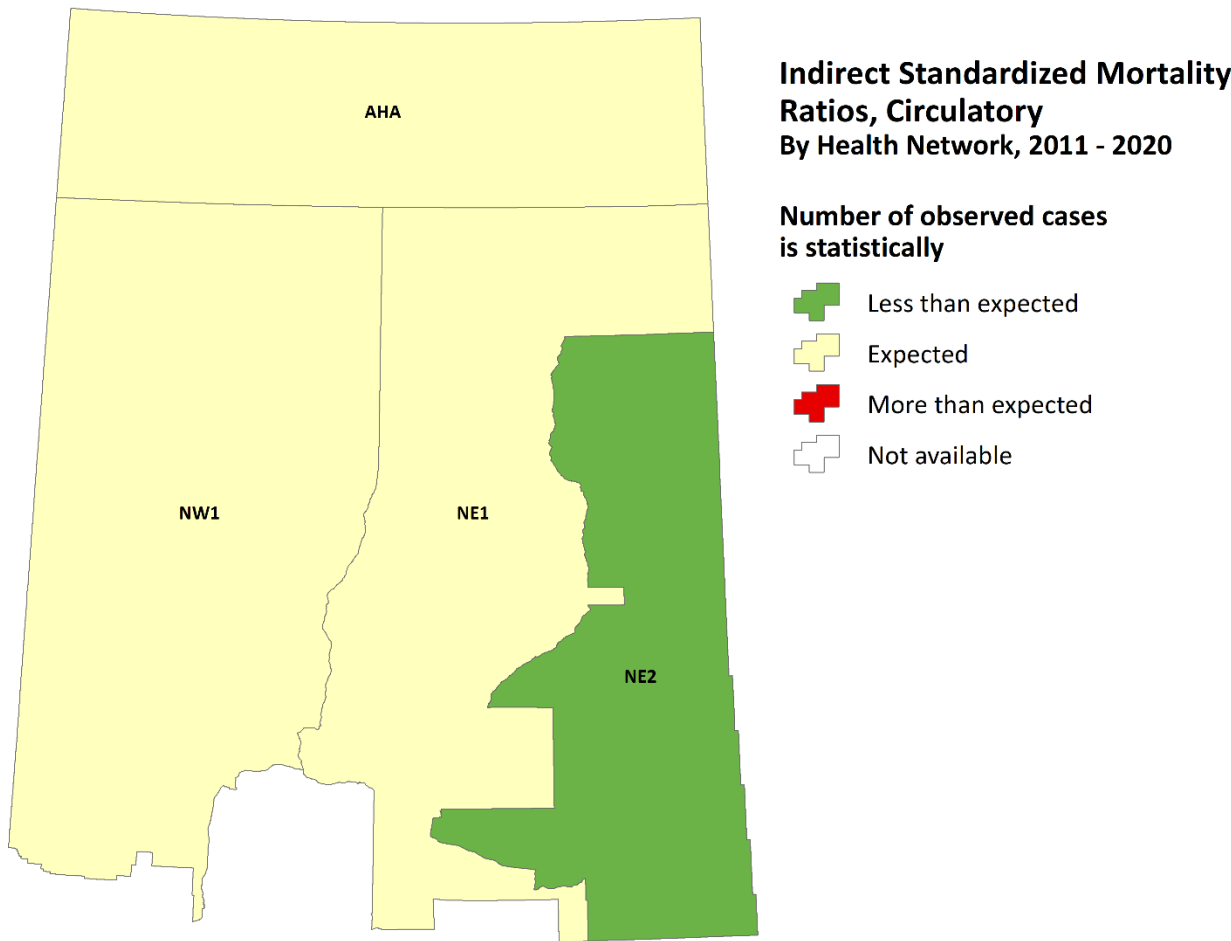 Indirect Standardized Mortality
Ratios, Circulatory
By Health Network, 2011 - 2020
Number of observed cases
is statistically
Less than expected
Expected
More than expected
Not available
AHA
NW1
NE1
NE2